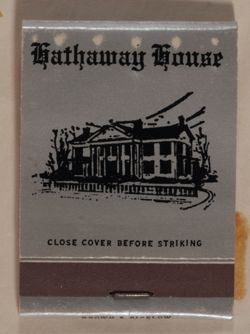 Hathaway House
CLOSE COVER BEFORE STRIKING